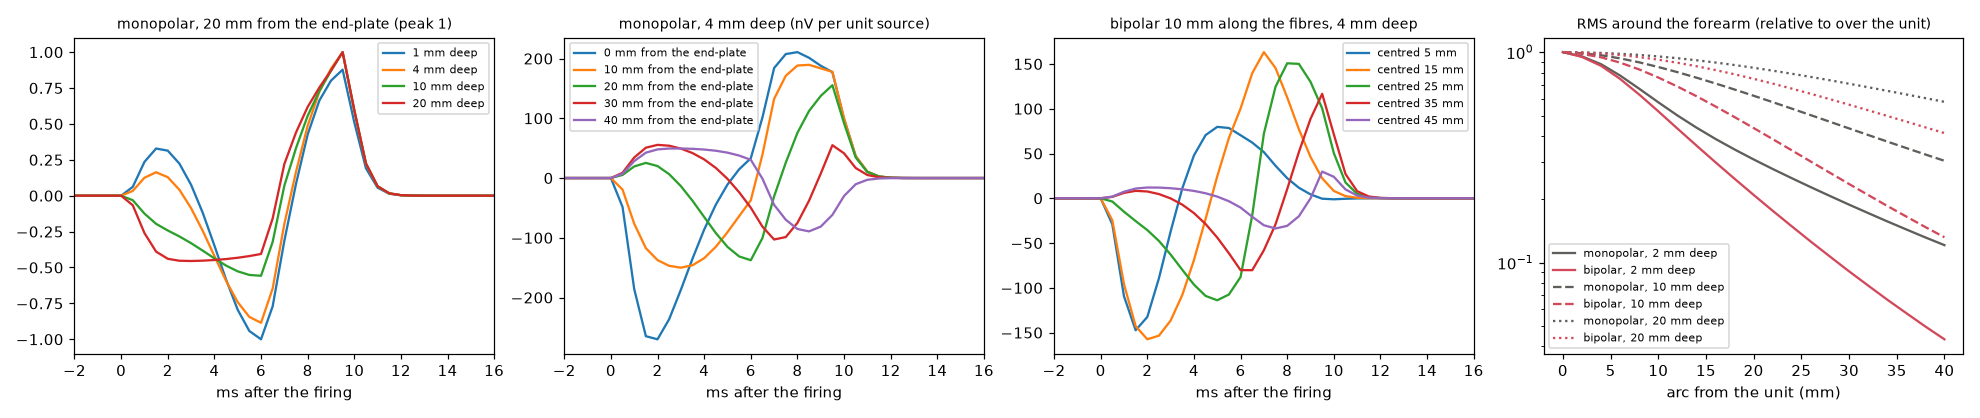 monopolar, 20 mm from the end-plate (peak 1)
1.00
0.75
0.50
0.25
0.00
−0.25
−0.50
−0.75
−1.00
1 mm deep
4 mm deep
10 mm deep
20 mm deep
−2 0 2 4 6 8 10 12 14 16
ms after the firing
monopolar, 4 mm deep (nV per unit source)
200
100
0
−100
−200
0 mm from the end-plate
10 mm from the end-plate
20 mm from the end-plate
30 mm from the end-plate
40 mm from the end-plate
−2 0 2 4 6 8 10 12 14 16
ms after the firing
bipolar 10 mm along the fibres, 4 mm deep
150
100
50
0
−50
−100
−150
centred 5 mm
centred 15 mm
centred 25 mm
centred 35 mm
centred 45 mm
−2 0 2 4 6 8 10 12 14 16
ms after the firing
RMS around the forearm (relative to over the unit)
10⁰
10⁻¹
monopolar, 2 mm deep
bipolar, 2 mm deep
monopolar, 10 mm deep
bipolar, 10 mm deep
monopolar, 20 mm deep
bipolar, 20 mm deep
0 5 10 15 20 25 30 35 40
arc from the unit (mm)